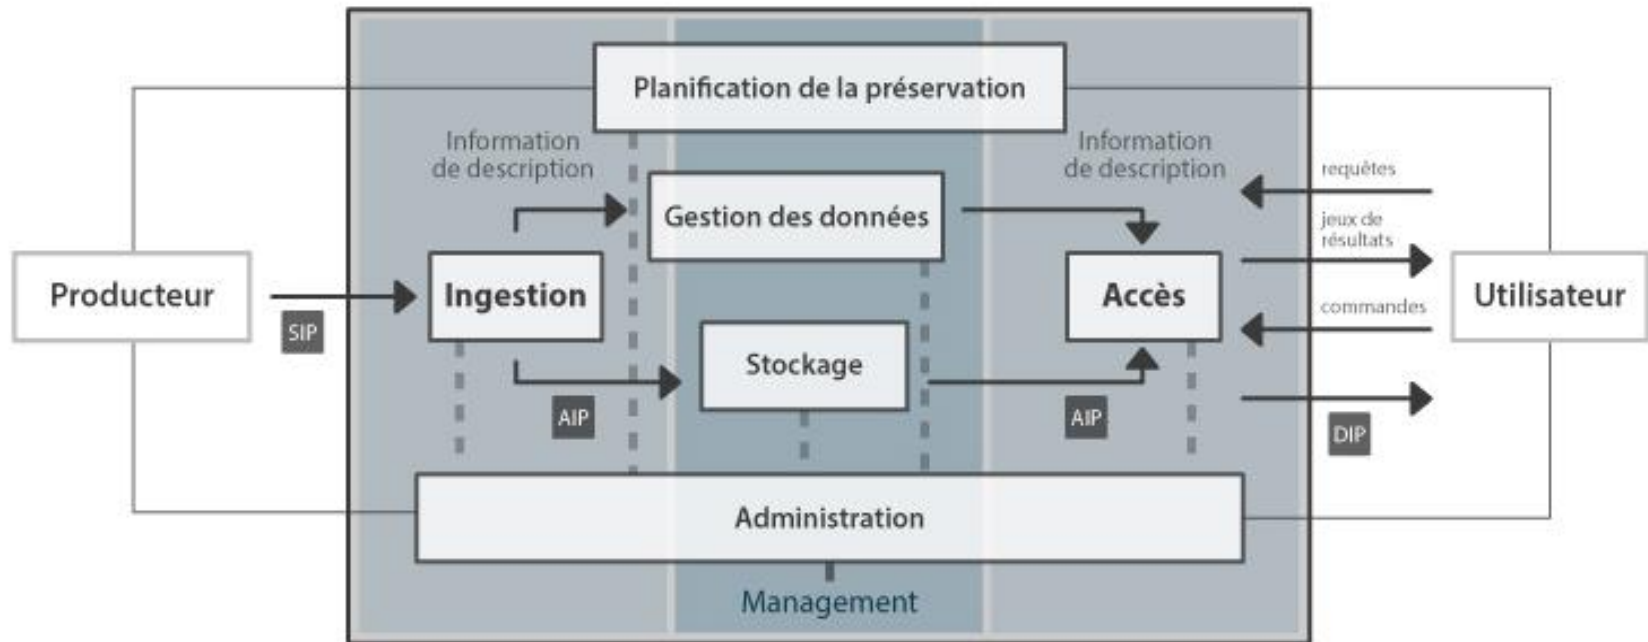 Planification de la préservation
Information
de description
Information
de description
requêtes
Gestion des données
jeux de
résultats
Producteur
Ingestion
Accès
Utilisateur
SIP
commandes
Stockage
AIP
AIP
DIP
Administration
Management